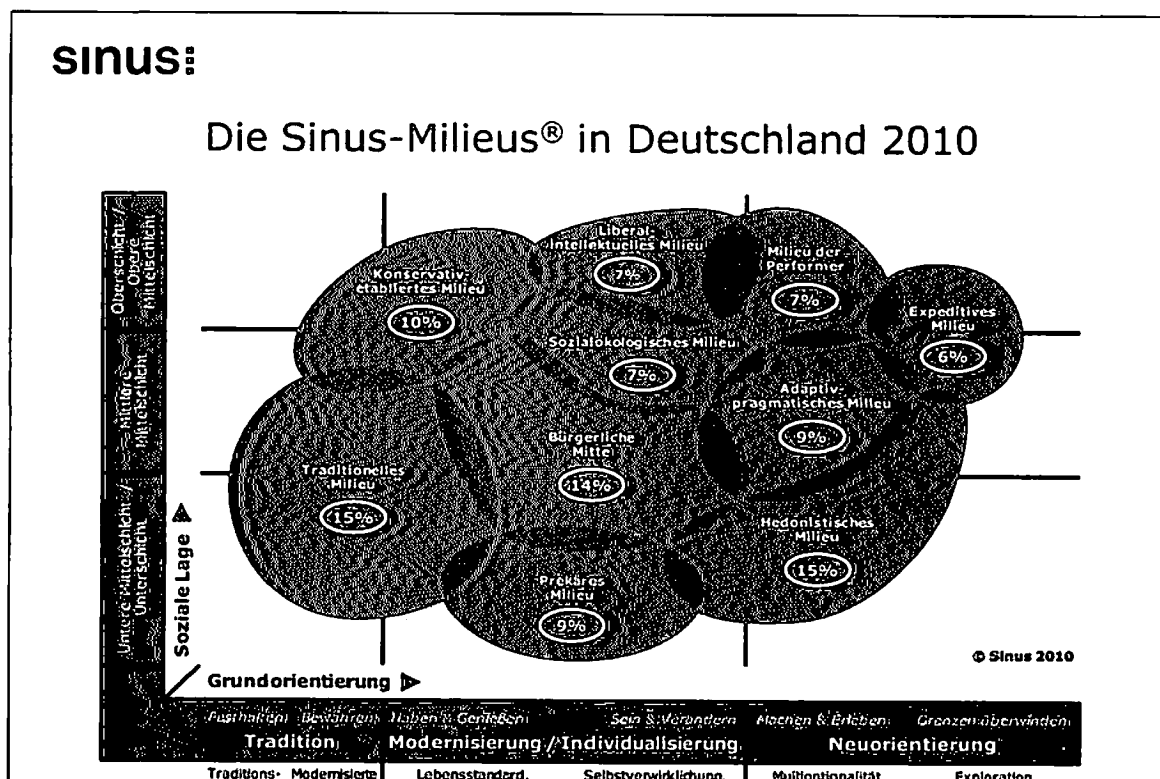 sinus
Die Sinus-Milieus® in Deutschland 2010
Oberschicht /
Obere
Mittelschicht
Mittlere
Mittelschicht
Untere Mittelschicht /
Unterschicht
Soziale Lage
Liberal-
intellektuelles Milieu
7%
Milieu der
Performer
7%
Konservativ-
etabliertes Milieu
10%
Expeditives
Milieu
6%
Sozialökologisches Milieu
7%
Adaptiv-
pragmatisches Milieu
9%
Bürgerliche
Mitte
14%
Traditionelles
Milieu
15%
Hedonistisches
Milieu
15%
Prekäres
Milieu
9%
© Sinus 2010
Grundorientierung
Festhalten Bewahren Haben & Genießen Sein & Verändern Machen & Erleben Grenzen überwinden
Tradition Modernisierung / Individualisierung Neuorientierung
Traditions- Modernisierte Lebensstandard, Selbstverwirklichung, Multioptionalität Exploration